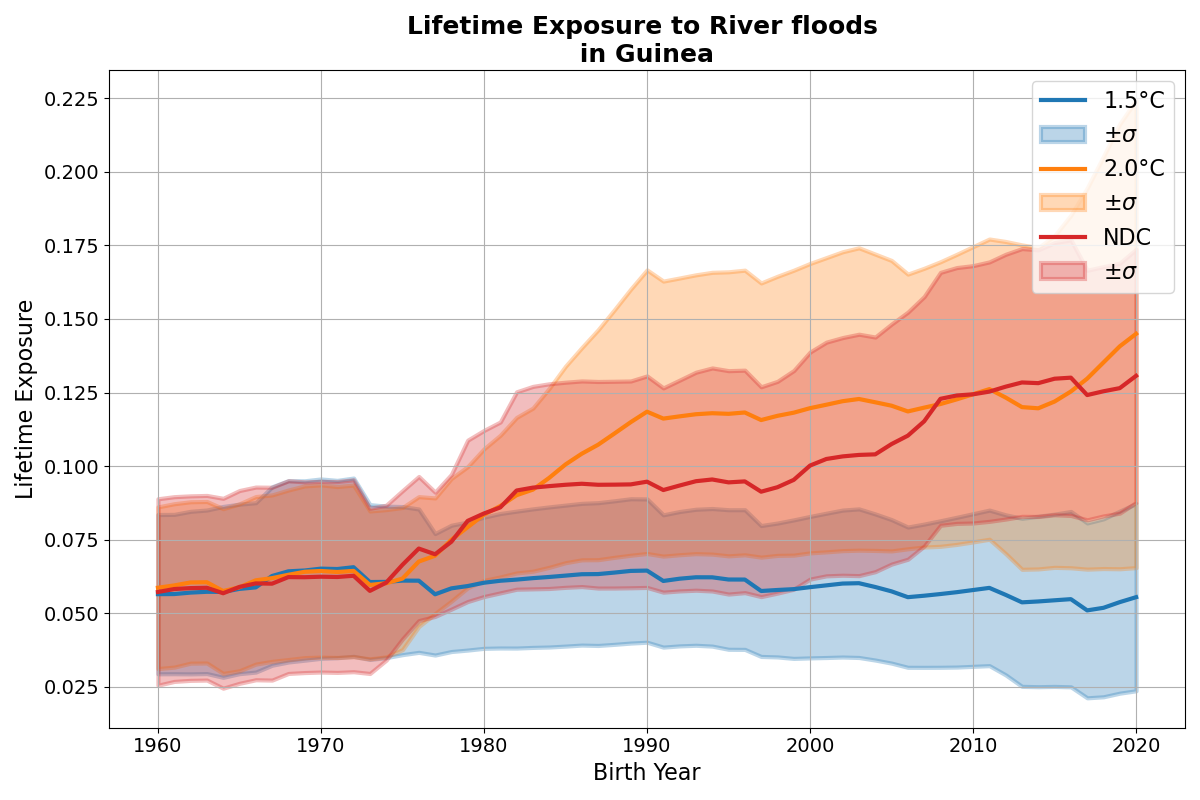 Lifetime Exposure to River floods
in Guinea
0.225
0.200
0.175
0.150
0.125
0.100
0.075
0.050
0.025
Lifetime Exposure
1960 1970 1980 1990 2000 2010 2020
Birth Year
1.5°C
±σ
2.0°C
±σ
NDC
±σ